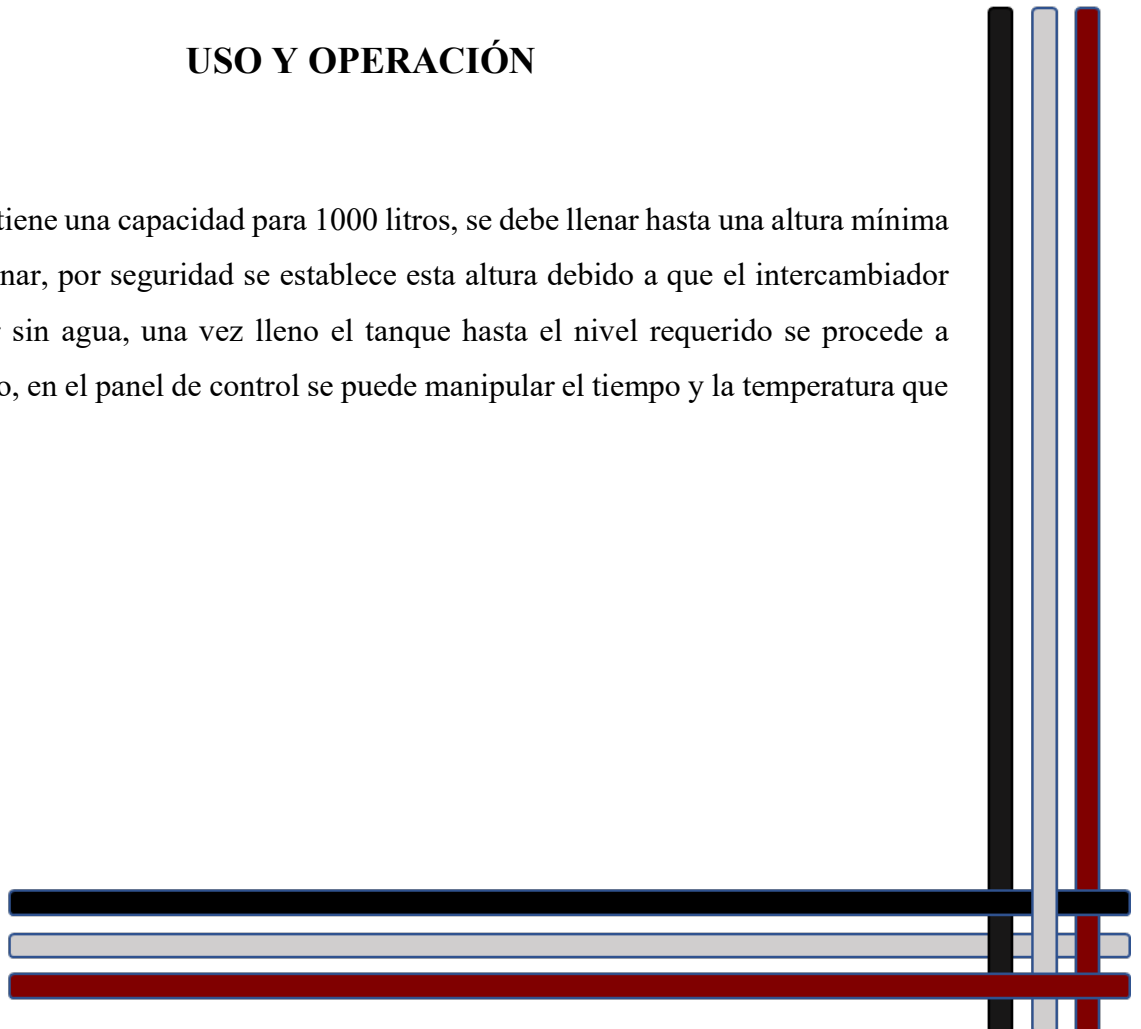 USO Y OPERACIÓN
tiene una capacidad para 1000 litros, se debe llenar hasta una altura mínima
nar, por seguridad se establece esta altura debido a que el intercambiador
sin agua, una vez lleno el tanque hasta el nivel requerido se procede a
o, en el panel de control se puede manipular el tiempo y la temperatura que